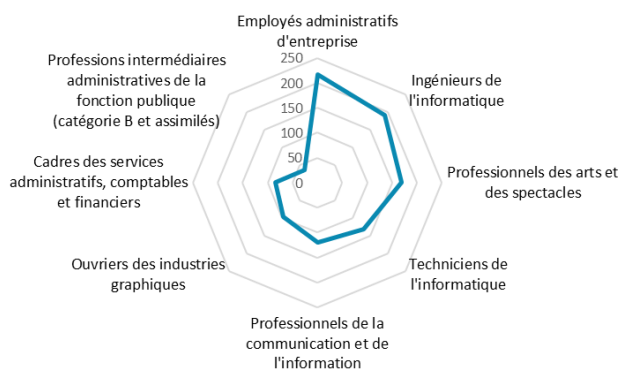 Employés administratifs
d'entreprise
Ingénieurs de
l'informatique
Professionnels des arts et
des spectacles
Techniciens de
l'informatique
Professionnels de la
communication et de
l'information
Ouvriers des industries
graphiques
Cadres des services
administratifs, comptables
et financiers
Professions intermédiaires
administratives de la
fonction publique
(catégorie B et assimilés)
250
200
150
100
50
0